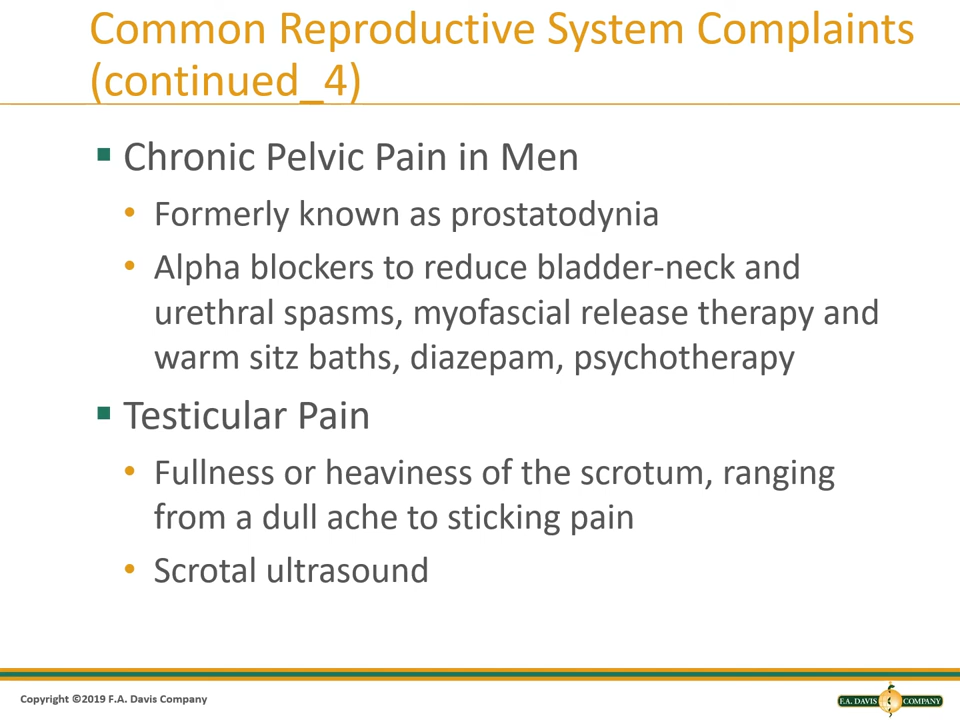 Common Reproductive System Complaints
(continued_4)
▪ Chronic Pelvic Pain in Men
• Formerly known as prostatodynia
• Alpha blockers to reduce bladder-neck and
urethral spasms, myofascial release therapy and
warm sitz baths, diazepam, psychotherapy
▪ Testicular Pain
• Fullness or heaviness of the scrotum, ranging
from a dull ache to sticking pain
• Scrotal ultrasound
Copyright ©2019 F.A. Davis Company
F.A. DAVIS COMPANY